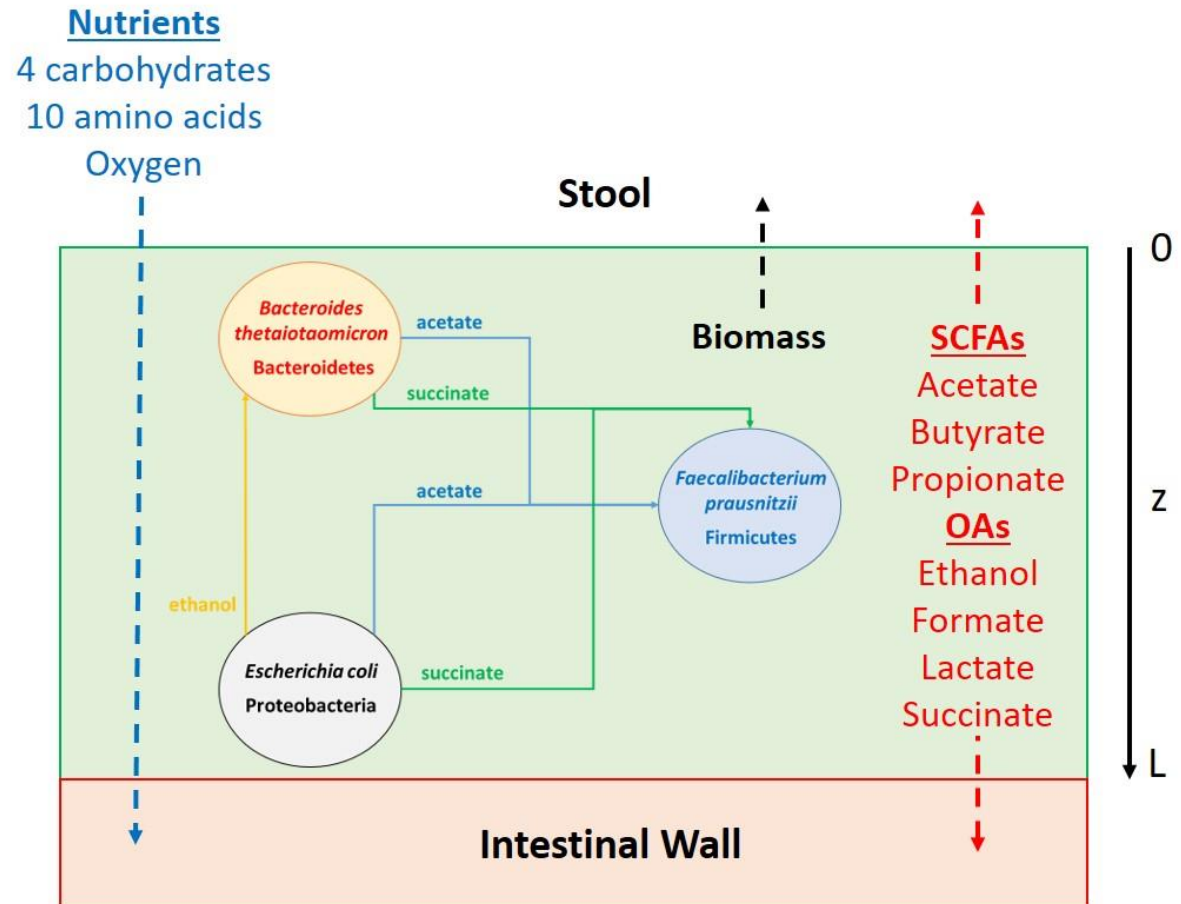 Nutrients
4 carbohydrates
10 amino acids
Oxygen
Stool
0
Bacteroides
thetaiotaomicron
Bacteroidetes
acetate
succinate
Biomass
SCFAs
Acetate
Butyrate
Propionate
OAs
Ethanol
Formate
Lactate
Succinate
z
acetate
Faecalibacterium
prausnitzii
Firmicutes
ethanol
Escherichia coli
Proteobacteria
succinate
L
Intestinal Wall